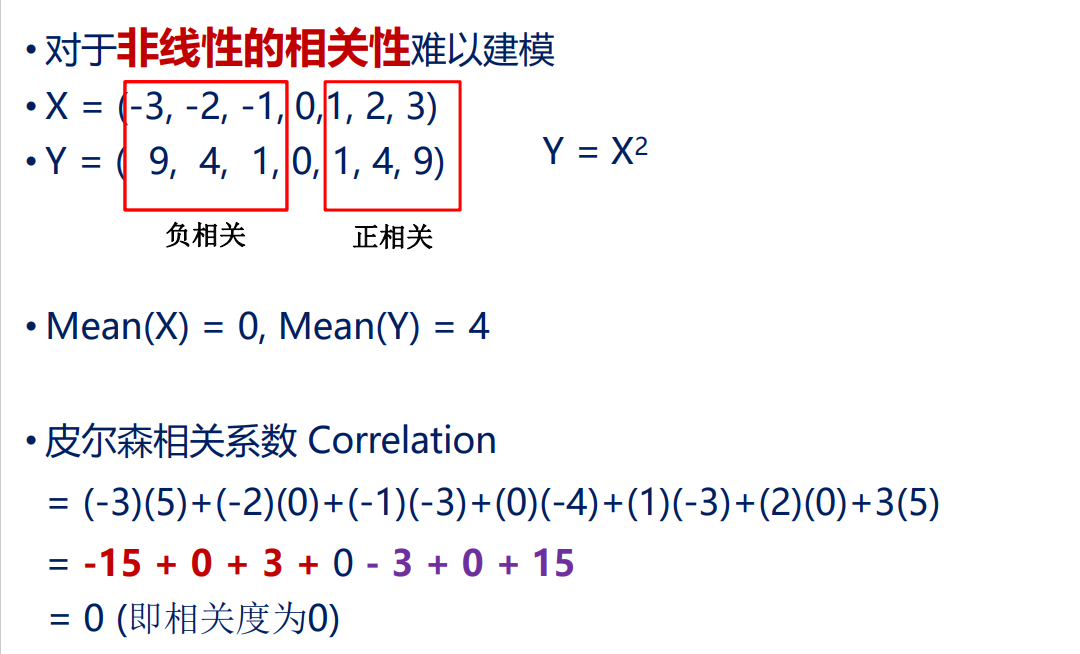 • 对于非线性的相关性难以建模
• X = (-3, -2, -1, 0,1, 2, 3)
• Y = ( 9, 4, 1, 0, 1, 4, 9)
Y = X²
负相关 正相关
• Mean(X) = 0, Mean(Y) = 4
• 皮尔森相关系数 Correlation
= (-3)(5)+(-2)(0)+(-1)(-3)+(0)(-4)+(1)(-3)+(2)(0)+3(5)
= -15 + 0 + 3 + 0 - 3 + 0 + 15
= 0 (即相关度为0)